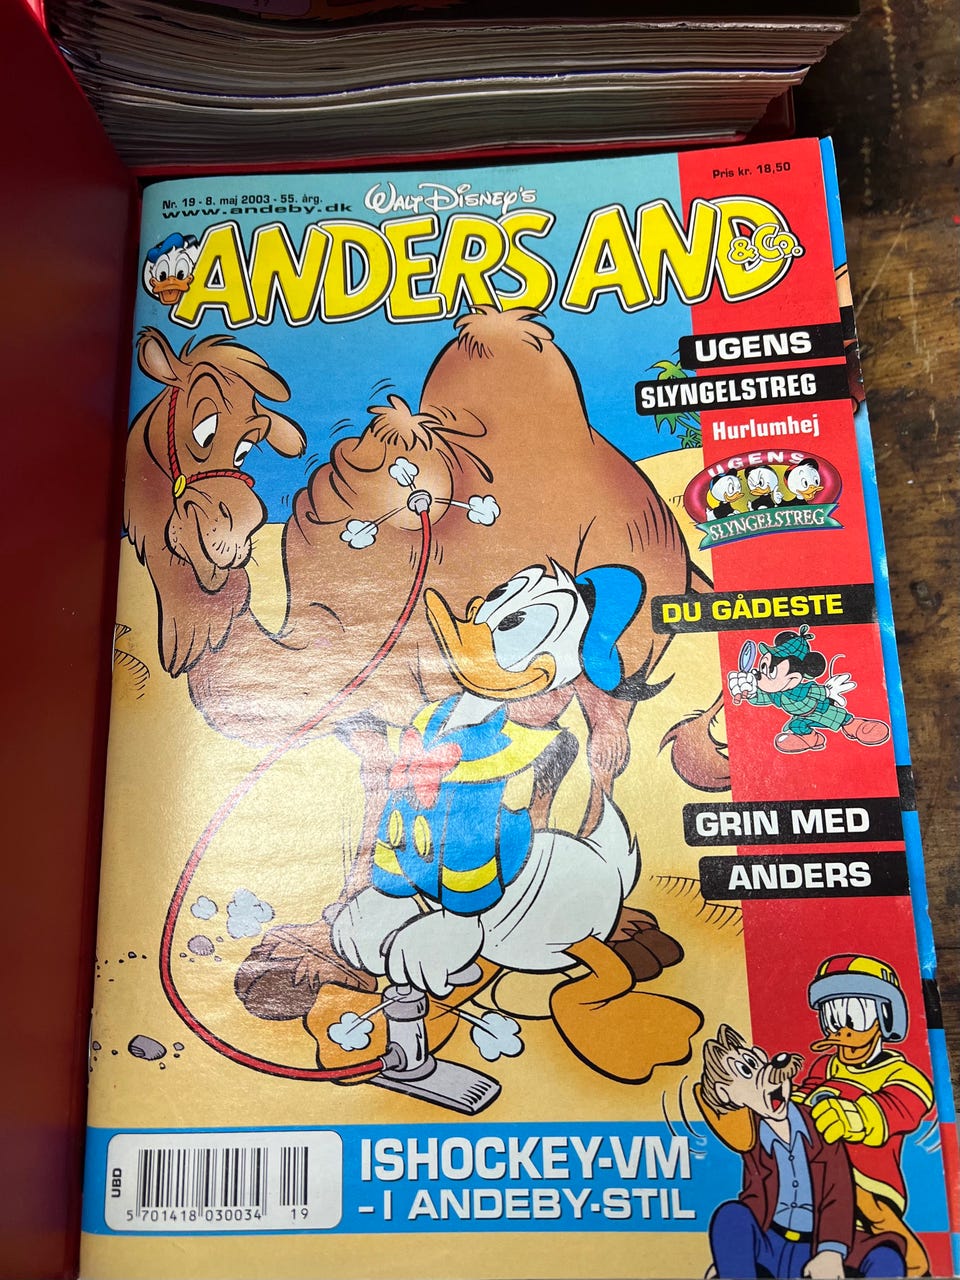 Nr. 19 - 8. maj 2003 - 55. årg.
www.andeby.dk
WALT DISNEY'S
Pris kr. 18,50
ANDERS AND
& Co.
UGENS
SLYNGELSTREG
Hurlumhej
UGENS
SLYNGELSTREG
DU GÅDESTE
GRIN MED
ANDERS
ISHOCKEY-VM
- I ANDEBY-STIL
UBD
5 701418 030034 19